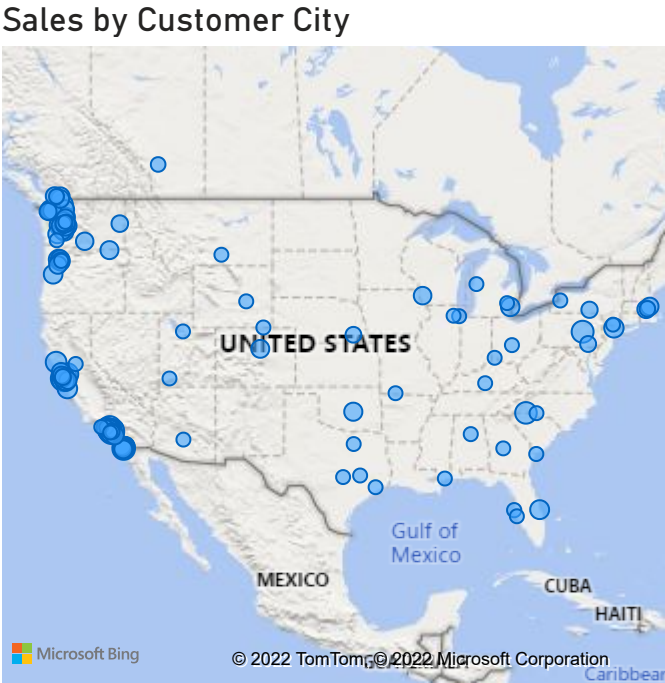 Sales by Customer City
UNITED STATES
Gulf of
Mexico
MEXICO
CUBA
HAITI
Microsoft Bing
© 2022 TomTom, © 2022 Microsoft Corporation
Caribbean